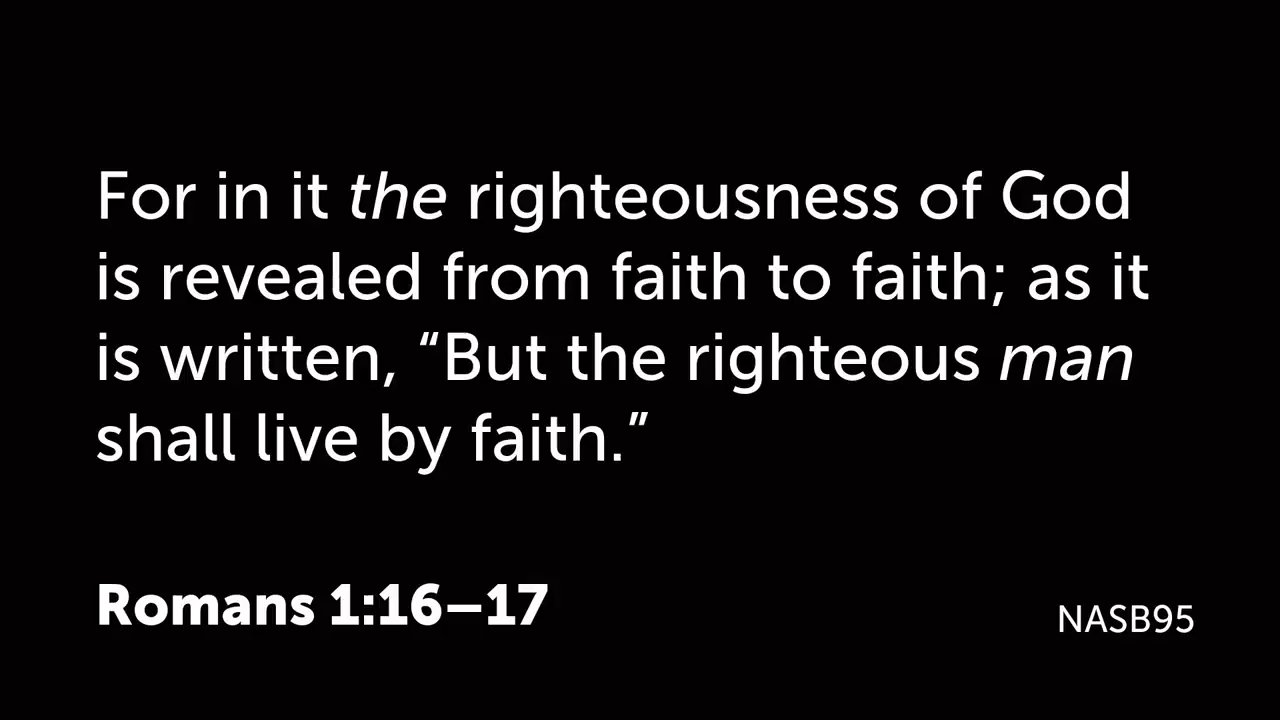 For in it the righteousness of God
is revealed from faith to faith; as it
is written, “But the righteous man
shall live by faith.”
Romans 1:16–17
NASB95